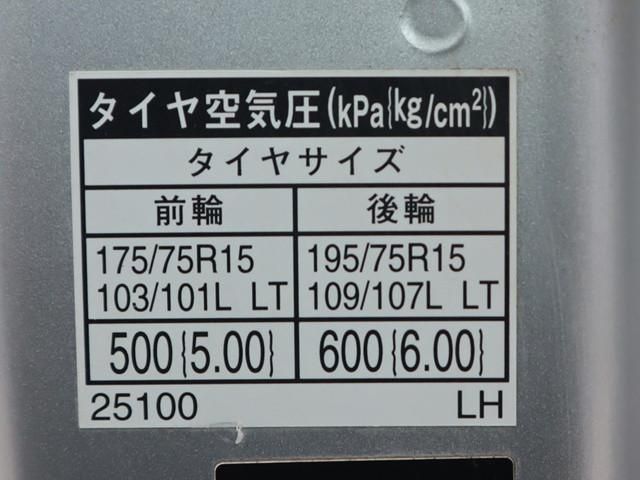 タイヤ空気圧(kPa{kg/cm²})
タイヤサイズ
前輪 後輪
175/75R15 195/75R15
103/101L LT 109/107L LT
500{5.00} 600{6.00}
25100 LH